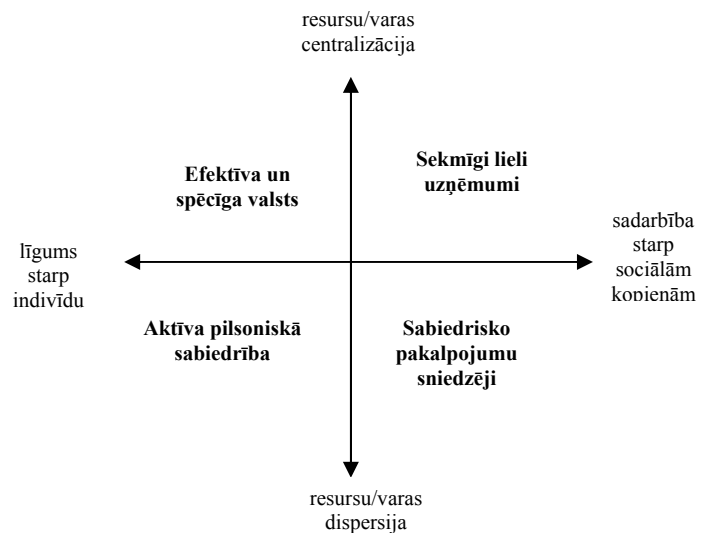 resursu/varas
centralizācija
Efektīva un
spēcīga valsts
Sekmīgi lieli
uzņēmumi
līgums
starp
indivīdu
sadarbība
starp
sociālām
kopienām
Aktīva pilsoniskā
sabiedrība
Sabiedrisko
pakalpojumu
sniedzēji
resursu/varas
dispersija